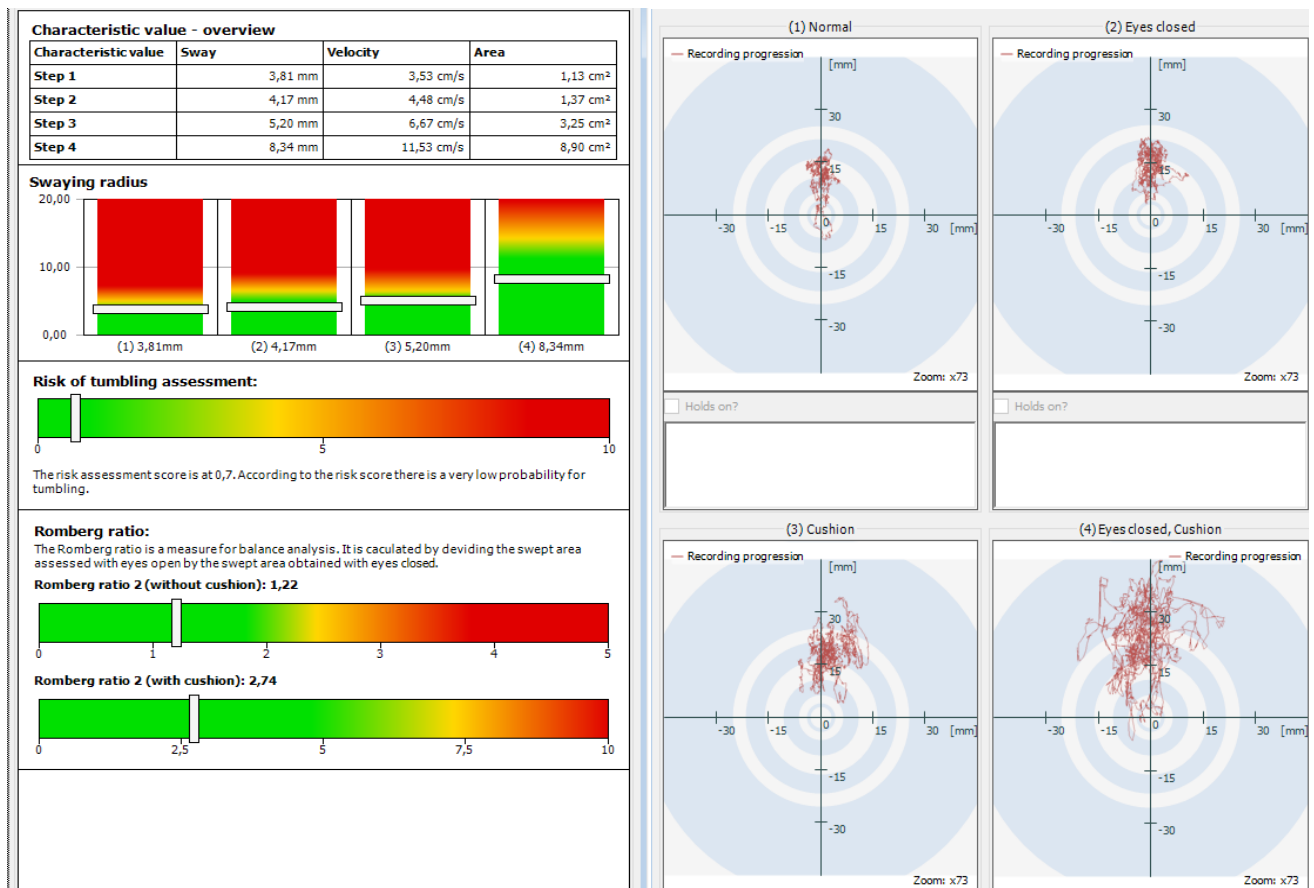 Characteristic value - overview
Characteristic value Sway Velocity Area
Step 1 3,81 mm 3,53 cm/s 1,13 cm²
Step 2 4,17 mm 4,48 cm/s 1,37 cm²
Step 3 5,20 mm 6,67 cm/s 3,25 cm²
Step 4 8,34 mm 11,53 cm/s 8,90 cm²
Swaying radius
20,00
10,00
0,00
(1) 3,81mm (2) 4,17mm (3) 5,20mm (4) 8,34mm
Risk of tumbling assessment:
0 5 10
The risk assessment score is at 0,7. According to the risk score there is a very low probability for
tumbling.
Romberg ratio:
The Romberg ratio is a measure for balance analysis. It is caculated by deviding the swept area
assessed with eyes open by the swept area obtained with eyes closed.
Romberg ratio 2 (without cushion): 1,22
0 1 2 3 4 5
Romberg ratio 2 (with cushion): 2,74
0 2,5 5 7,5 10
(1) Normal
Recording progression
[mm]
30
15
-30 -15 0 15 30 [mm]
-15
-30
Zoom: x73
Holds on?
(2) Eyes closed
Recording progression
[mm]
30
15
-30 -15 0 15 30 [mm]
-15
-30
Zoom: x73
Holds on?
(3) Cushion
Recording progression
[mm]
30
15
-30 -15 0 15 30 [mm]
-15
-30
Zoom: x73
(4) Eyes closed, Cushion
Recording progression
[mm]
30
15
-30 -15 0 15 30 [mm]
-15
-30
Zoom: x73